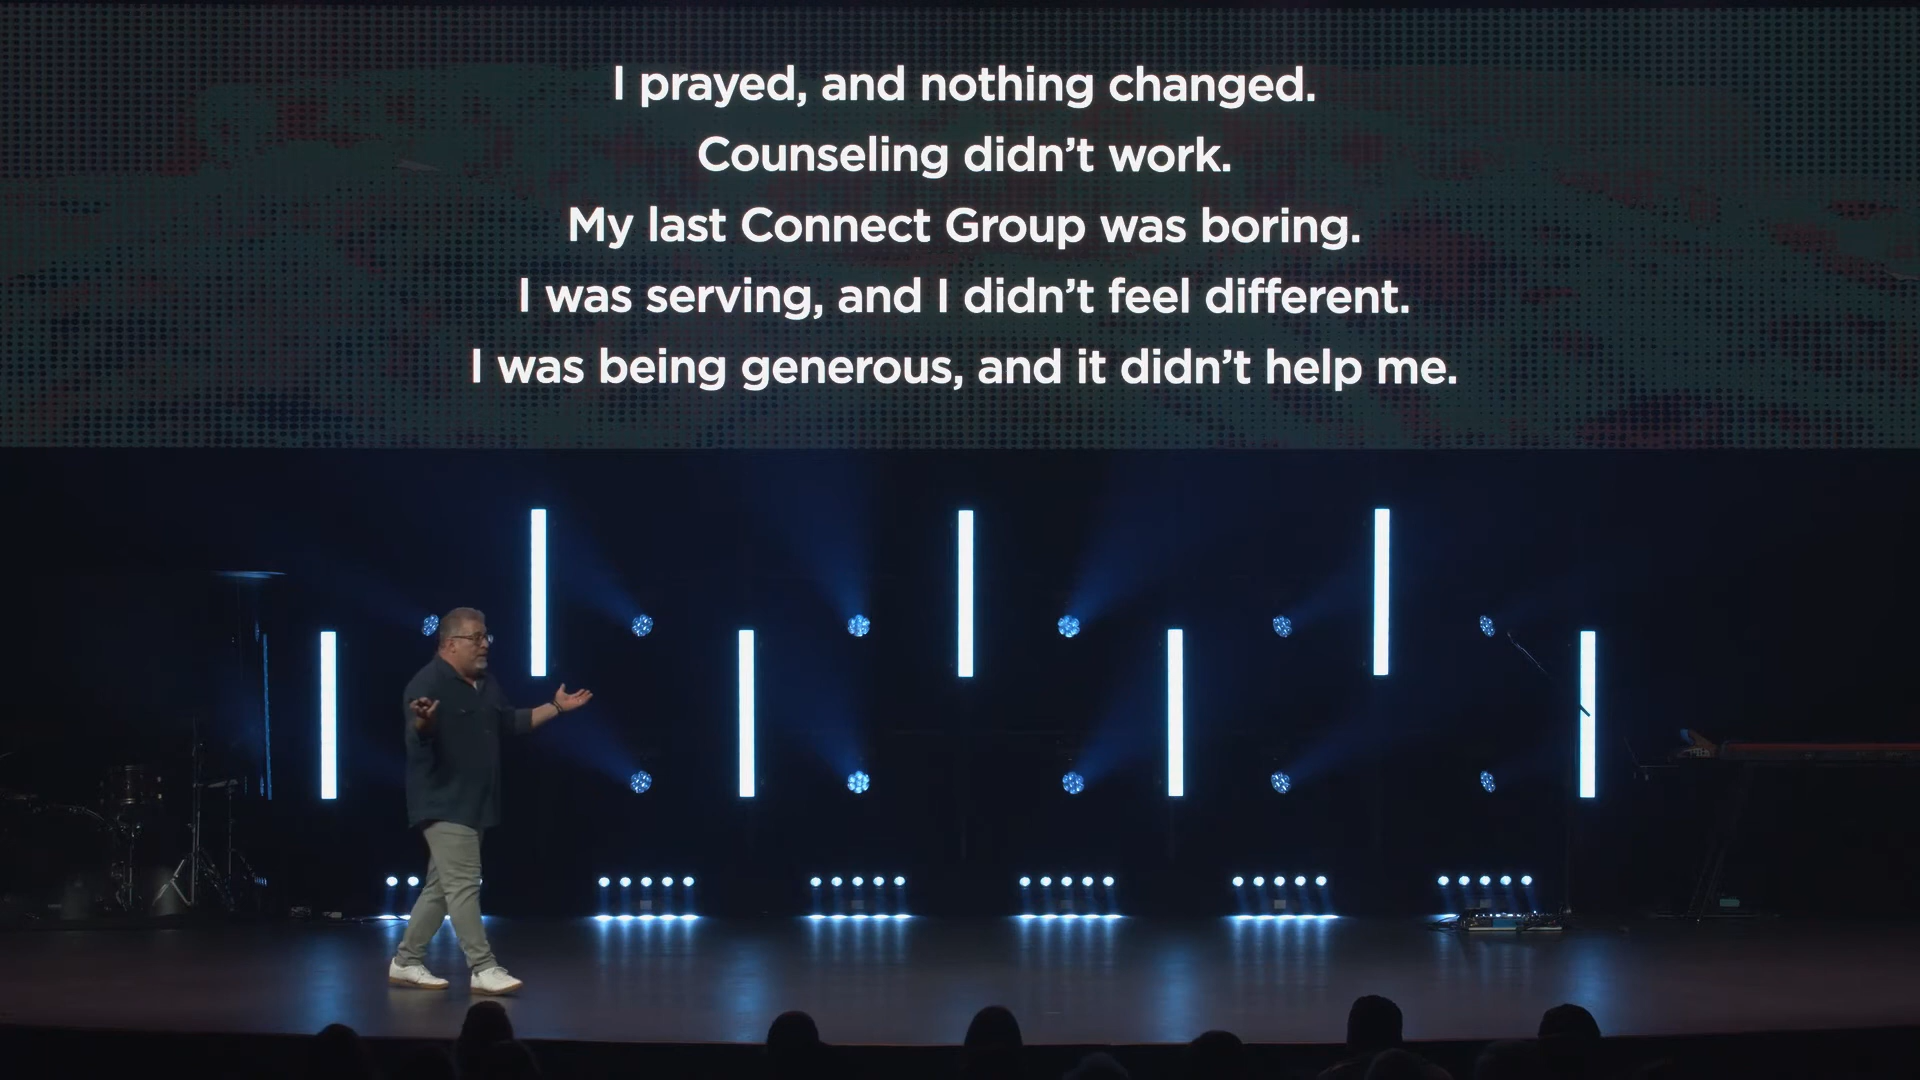 I prayed, and nothing changed.
Counseling didn’t work.
My last Connect Group was boring.
I was serving, and I didn’t feel different.
I was being generous, and it didn’t help me.